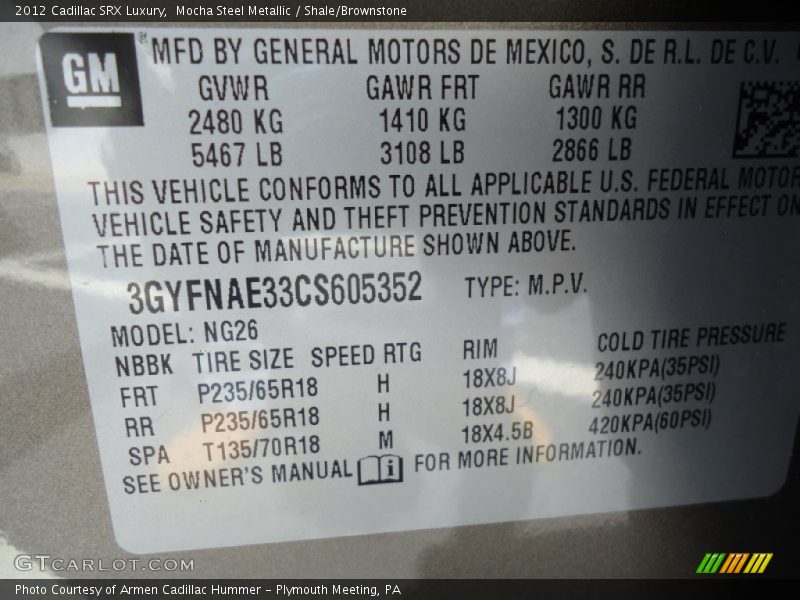 2012 Cadillac SRX Luxury,  Mocha Steel Metallic / Shale/Brownstone
GM
® MFD BY GENERAL MOTORS DE MEXICO, S. DE R.L. DE C.V.
GVWR GAWR FRT GAWR RR
2480 KG 1410 KG 1300 KG
5467 LB 3108 LB 2866 LB
THIS VEHICLE CONFORMS TO ALL APPLICABLE U.S. FEDERAL MOTOR
VEHICLE SAFETY AND THEFT PREVENTION STANDARDS IN EFFECT ON
THE DATE OF MANUFACTURE SHOWN ABOVE.
3GYFNAE33CS605352 TYPE: M.P.V.
MODEL: NG26
NBBK TIRE SIZE SPEED RTG RIM COLD TIRE PRESSURE
FRT P235/65R18 H 18X8J 240KPA(35PSI)
RR P235/65R18 H 18X8J 240KPA(35PSI)
SPA T135/70R18 M 18X4.5B 420KPA(60PSI)
SEE OWNER'S MANUAL i FOR MORE INFORMATION.
GTCARLOT.COM
Photo Courtesy of Armen Cadillac Hummer – Plymouth Meeting, PA